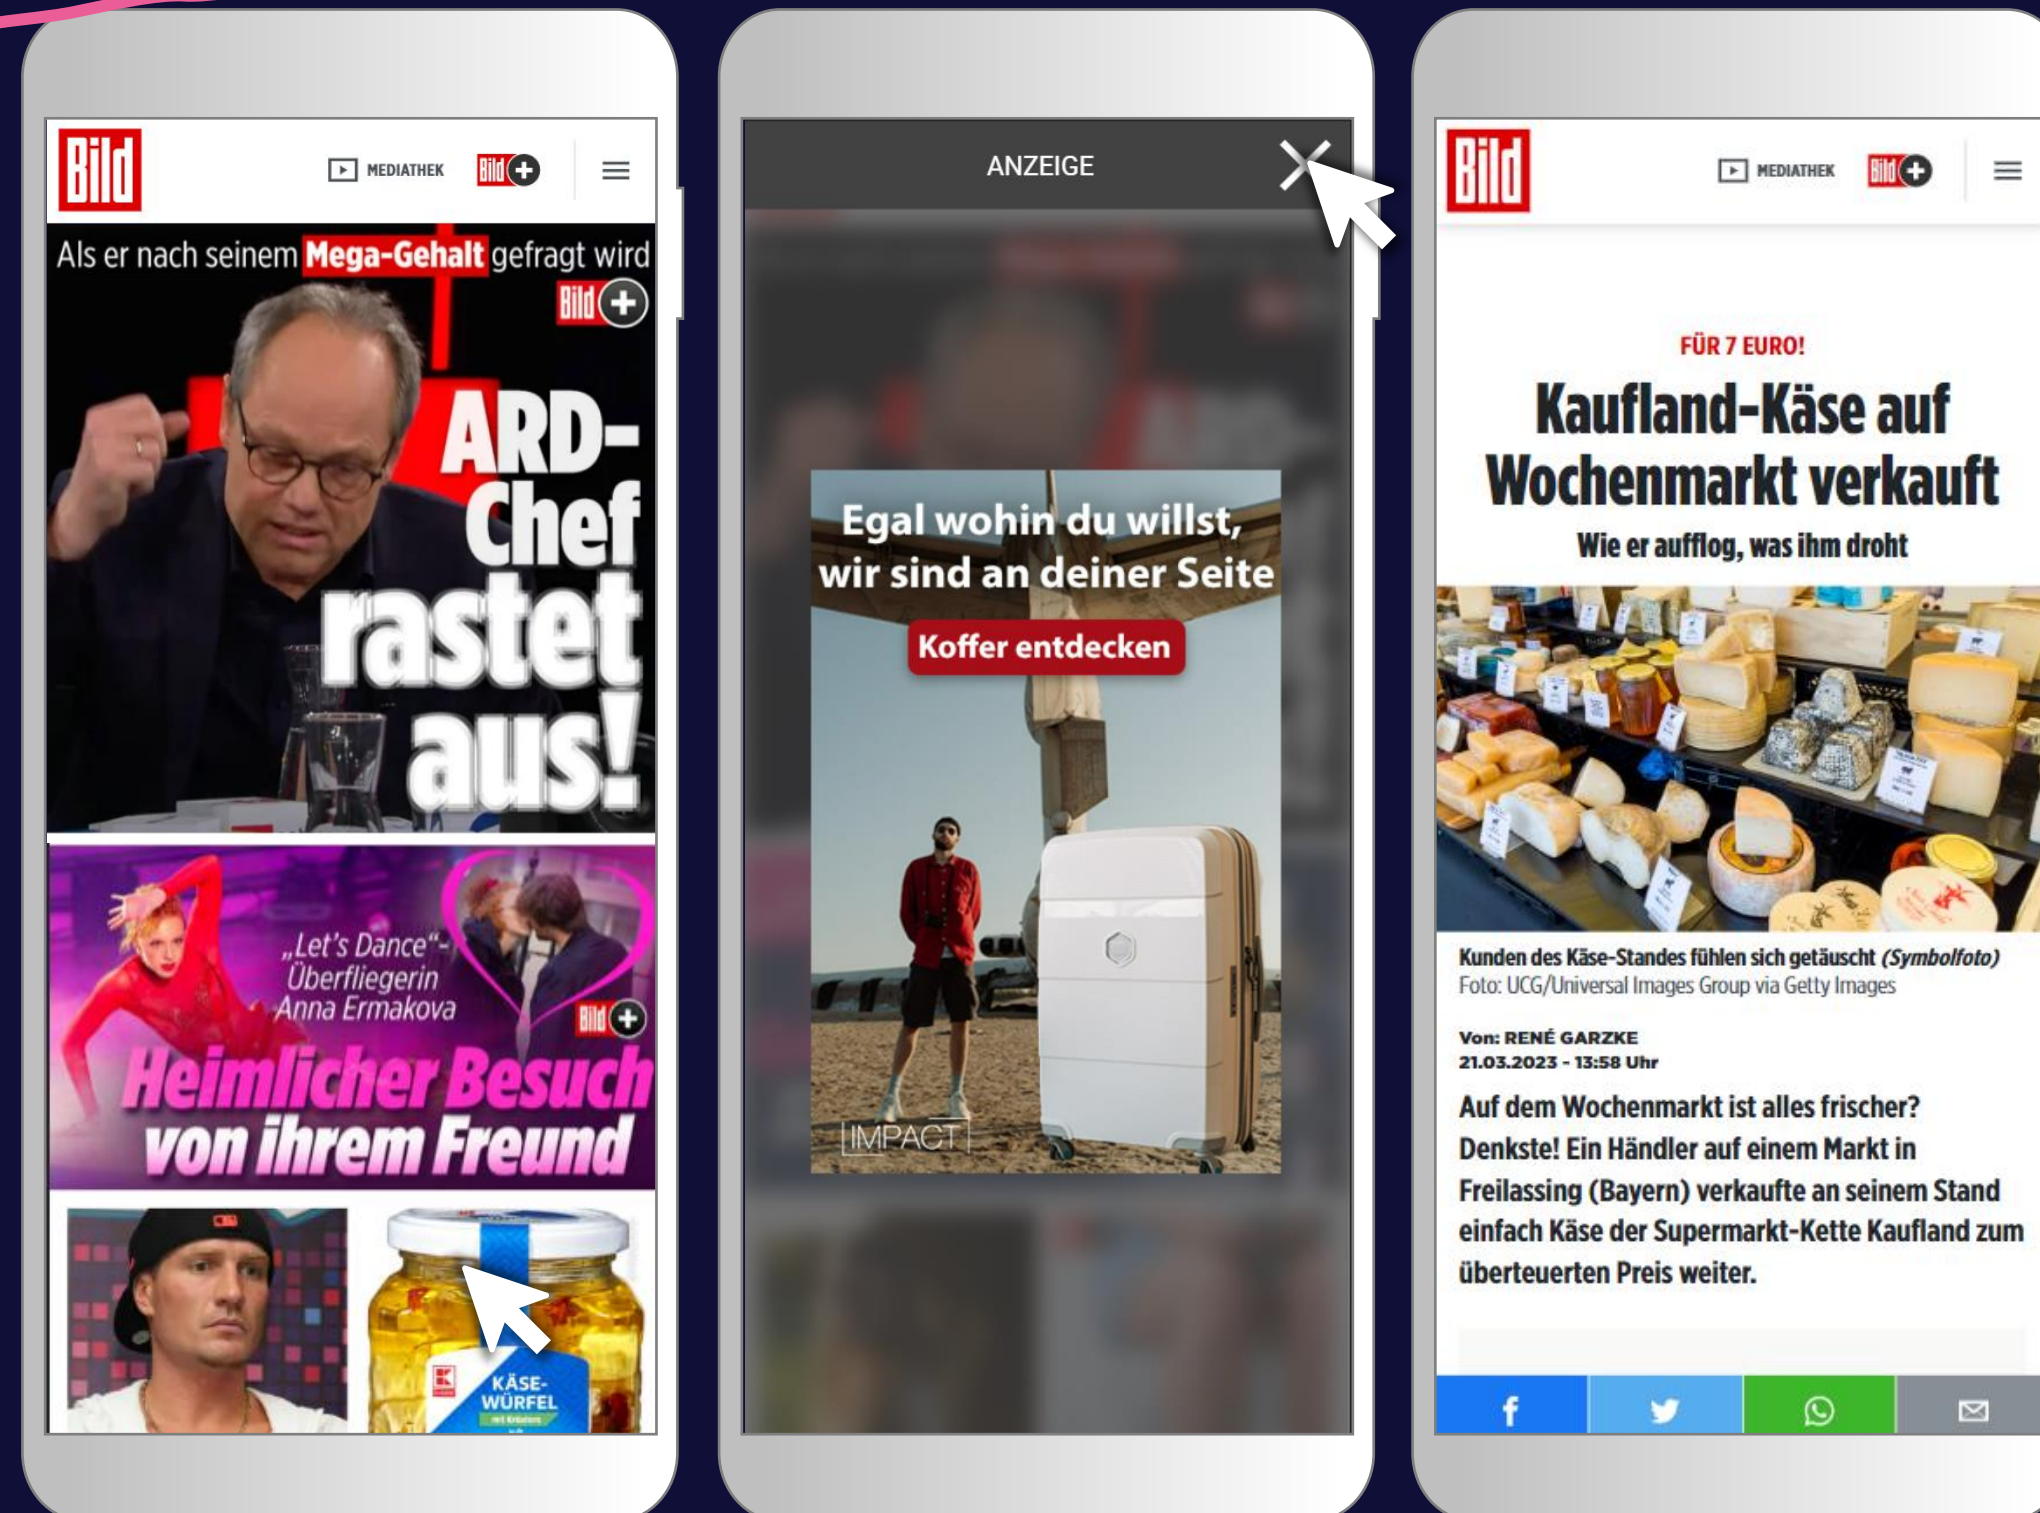 Bild
MEDIATHEK
Bild+
Als er nach seinem Mega-Gehalt gefragt wird
Bild+
ARD-
Chef
rastet
aus!
„Let's Dance“-
Überfliegerin
Anna Ermakova
Bild+
Heimlicher Besuch
von ihrem Freund
KÄSE-
WÜRFEL
mit Kräutern
ANZEIGE
Egal wohin du willst,
wir sind an deiner Seite
Koffer entdecken
IMPACT
Bild
MEDIATHEK
Bild+
FÜR 7 EURO!
Kaufland-Käse auf
Wochenmarkt verkauft
Wie er aufflog, was ihm droht
Kunden des Käse-Standes fühlen sich getäuscht (Symbolfoto)
Foto: UCG/Universal Images Group via Getty Images
Von: RENÉ GARZKE
21.03.2023 - 13:58 Uhr
Auf dem Wochenmarkt ist alles frischer?
Denkste! Ein Händler auf einem Markt in
Freilassing (Bayern) verkaufte an seinem Stand
einfach Käse der Supermarkt-Kette Kaufland zum
überteuerten Preis weiter.